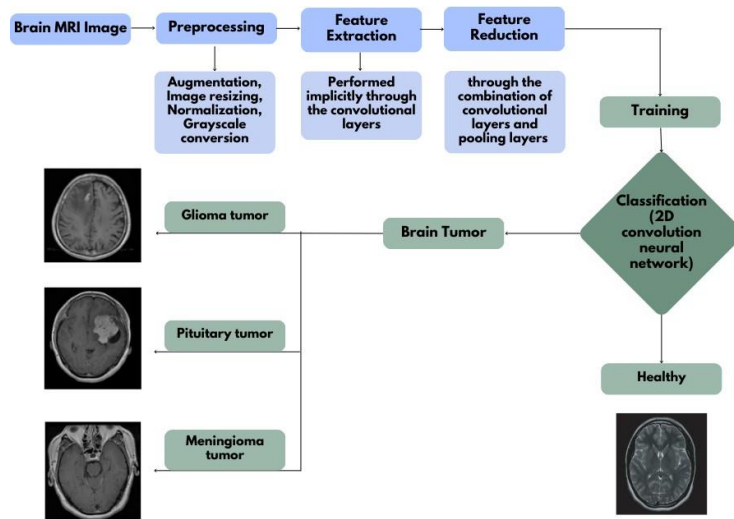 Brain MRI Image
Preprocessing
Feature
Extraction
Feature
Reduction
Augmentation,
Image resizing,
Normalization,
Grayscale
conversion
Performed
implicitly through
the convolutional
layers
through the
combination of
convolutional
layers and
pooling layers
Training
Classification
(2D
convolution
neural
network)
Brain Tumor
Glioma tumor
Pituitary tumor
Meningioma
tumor
Healthy